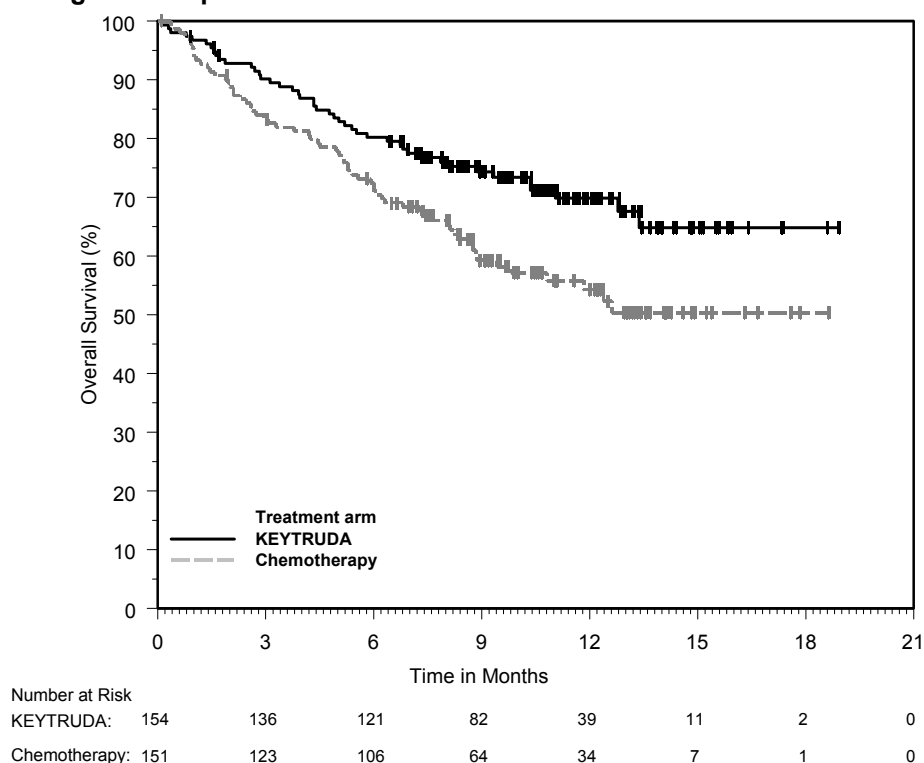 100
90
80
70
60
50
40
30
20
10
0
Overall Survival (%)
Treatment arm
KEYTRUDA
Chemotherapy
0 3 6 9 12 15 18 21
Time in Months
Number at Risk
KEYTRUDA: 154 136 121 82 39 11 2 0
Chemotherapy: 151 123 106 64 34 7 1 0